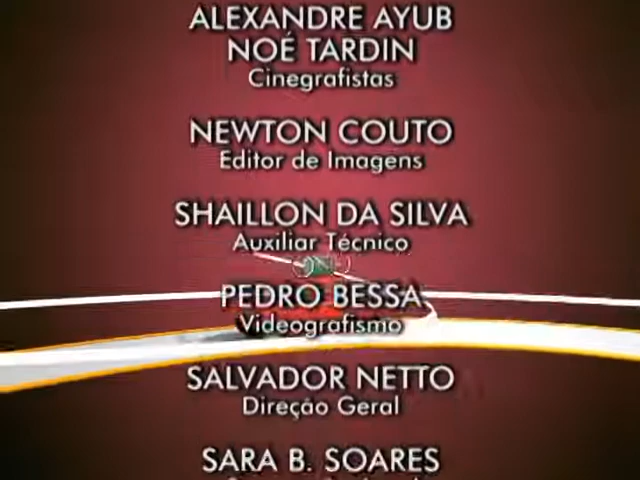 ALEXANDRE AYUB
NOÉ TARDIN
Cinegrafistas
NEWTON COUTO
Editor de Imagens
SHAILLON DA SILVA
Auxiliar Técnico
PEDRO BESSA
Videografismo
SALVADOR NETTO
Direção Geral
SARA B. SOARES